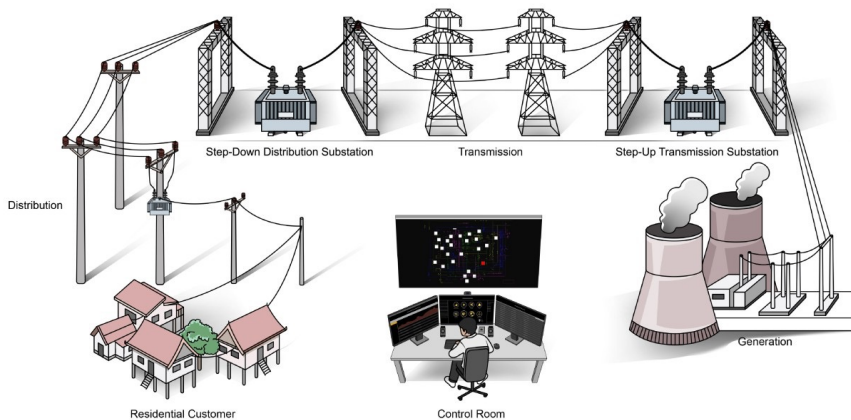 Step-Down Distribution Substation
Transmission
Step-Up Transmission Substation
Distribution
Generation
Residential Customer
Control Room